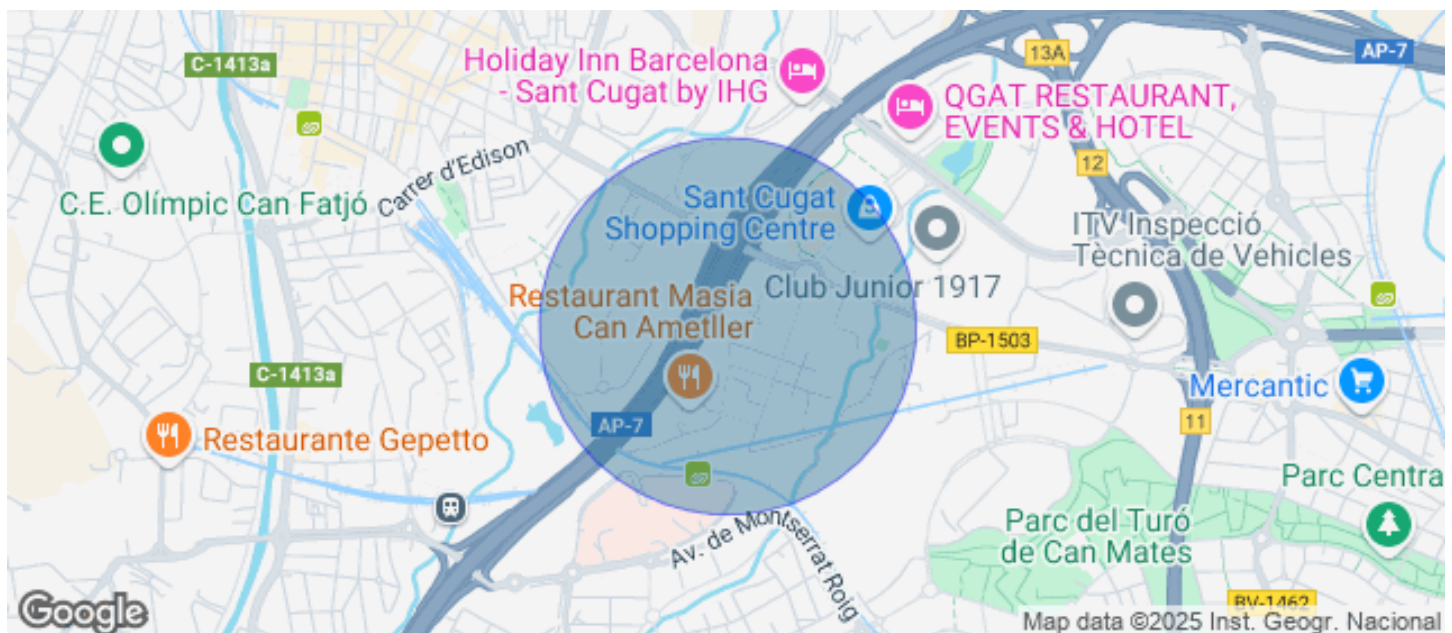 C-1413a
Holiday Inn Barcelona
- Sant Cugat by IHG
13A
AP-7
QGAT RESTAURANT,
EVENTS & HOTEL
12
Carrer d'Edison
C.E. Olímpic Can Fatjó
Sant Cugat
Shopping Centre
ITV Inspecció
Tècnica de Vehicles
Club Junior 1917
Restaurant Masia
Can Ametller
BP-1503
C-1413a
Mercantic
AP-7
11
Restaurante Gepetto
Parc Centra
Parc del Turó
de Can Mates
Av. de Montserrat Roig
BV-1462
Google
Map data ©2025 Inst. Geogr. Nacional